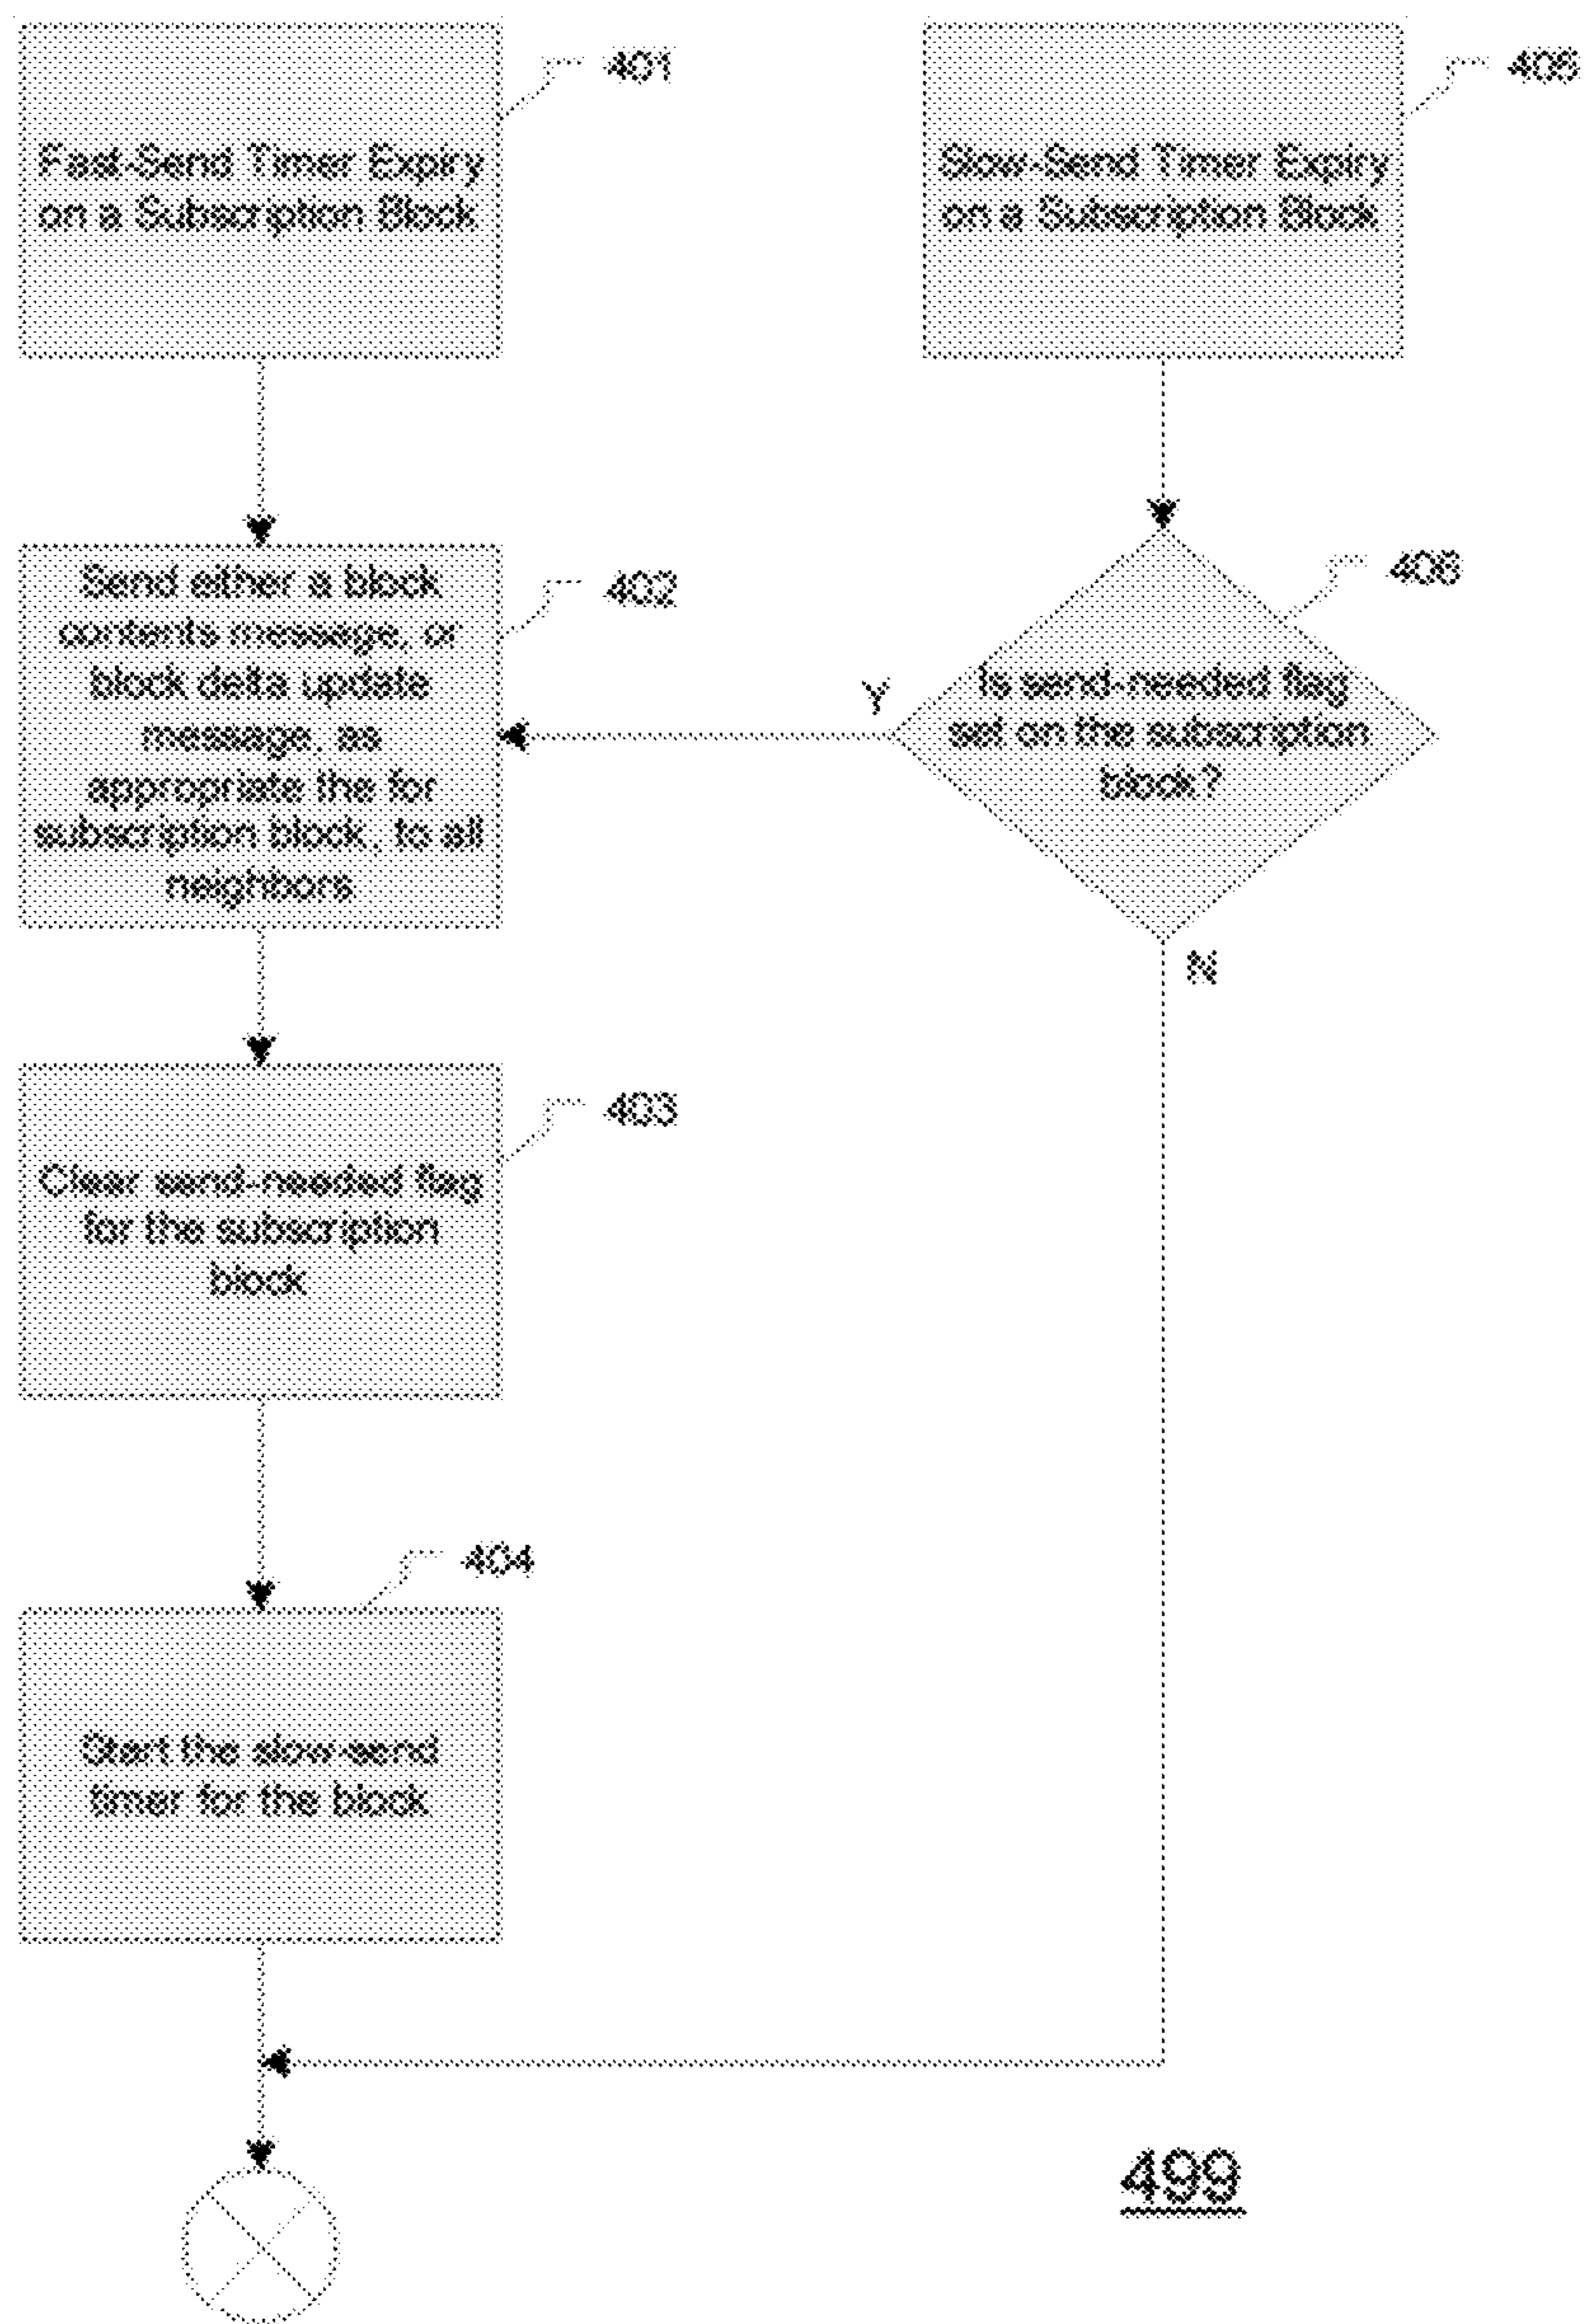 401
Fast-Send Timer Expiry
on a Subscription Block
405
Slow-Send Timer Expiry
on a Subscription Block
402
Send either a block
contents message, or
block delta update
message, as
appropriate the for
subscription block, to all
neighbors
406
Is send-needed flag
set on the subscription
block?
Y
N
403
Clear send-needed flag
for the subscription
block
404
Start the slow-send
timer for the block
499